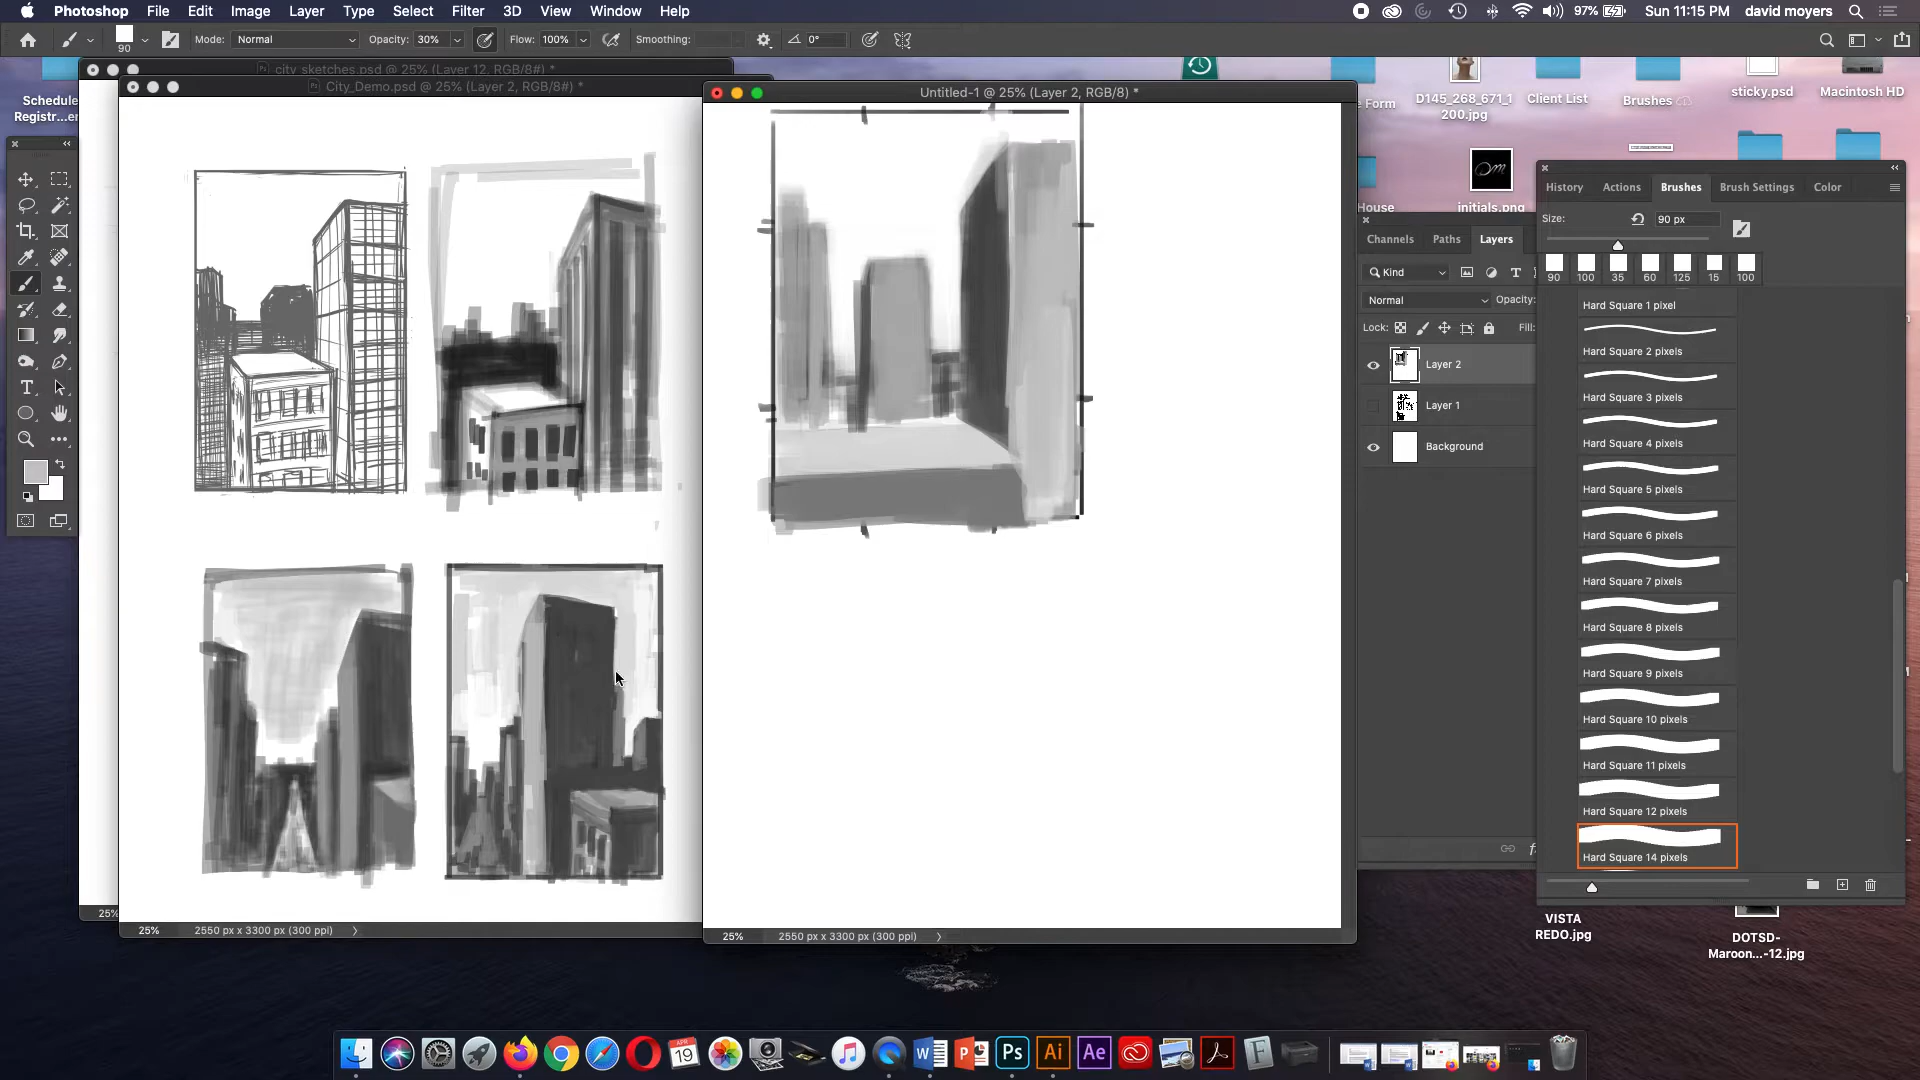 Photoshop File Edit Image Layer Type Select Filter 3D View Window Help 97% Sun 11:15 PM david moyers
90 Mode: Normal Opacity: 30% Flow: 100% Smoothing: 0°
city_sketches.psd @ 25% (Layer 12, RGB/8#) *
City_Demo.psd @ 25% (Layer 2, RGB/8#) *
Untitled-1 @ 25% (Layer 2, RGB/8) *
Schedule
Registr...er
e Form
D145_268_671_1
200.jpg
Client List
Brushes
sticky.psd
Macintosh HD
House
initials.png
History Actions Brushes Brush Settings Color
Size: 90 px
90 100 35 60 125 15 100
Channels Paths Layers
Kind
Normal Opacity:
Lock: Fill:
Layer 2
Layer 1
Background
Hard Square 1 pixel
Hard Square 2 pixels
Hard Square 3 pixels
Hard Square 4 pixels
Hard Square 5 pixels
Hard Square 6 pixels
Hard Square 7 pixels
Hard Square 8 pixels
Hard Square 9 pixels
Hard Square 10 pixels
Hard Square 11 pixels
Hard Square 12 pixels
Hard Square 14 pixels
25%
25% 2550 px x 3300 px (300 ppi)
25% 2550 px x 3300 px (300 ppi)
VISTA
REDO.jpg
DOTSD-
Maroon...-12.jpg
APR
19
Ps Ai Ae